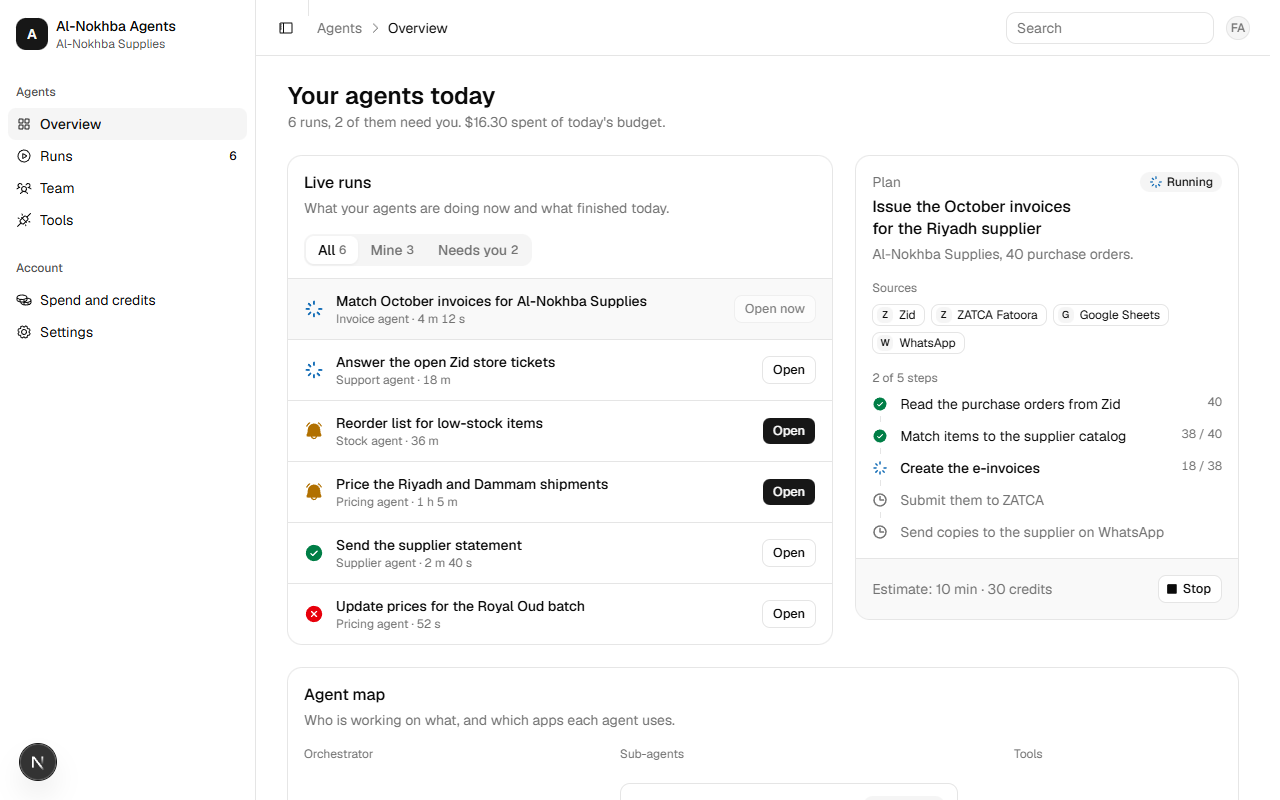 A
Al-Nokhba Agents
Al-Nokhba Supplies
Agents
Overview
Runs 6
Team
Tools
Account
Spend and credits
Settings
N
Agents > Overview
Search
FA
Your agents today
6 runs, 2 of them need you. $16.30 spent of today's budget.
Live runs
What your agents are doing now and what finished today.
All 6 Mine 3 Needs you 2
Match October invoices for Al-Nokhba Supplies
Invoice agent · 4 m 12 s
Open now
Answer the open Zid store tickets
Support agent · 18 m
Open
Reorder list for low-stock items
Stock agent · 36 m
Open
Price the Riyadh and Dammam shipments
Pricing agent · 1 h 5 m
Open
Send the supplier statement
Supplier agent · 2 m 40 s
Open
Update prices for the Royal Oud batch
Pricing agent · 52 s
Open
Plan
Running
Issue the October invoices
for the Riyadh supplier
Al-Nokhba Supplies, 40 purchase orders.
Sources
Z Zid Z ZATCA Fatoora G Google Sheets
W WhatsApp
2 of 5 steps
Read the purchase orders from Zid 40
Match items to the supplier catalog 38 / 40
Create the e-invoices 18 / 38
Submit them to ZATCA
Send copies to the supplier on WhatsApp
Estimate: 10 min · 30 credits
Stop
Agent map
Who is working on what, and which apps each agent uses.
Orchestrator Sub-agents Tools